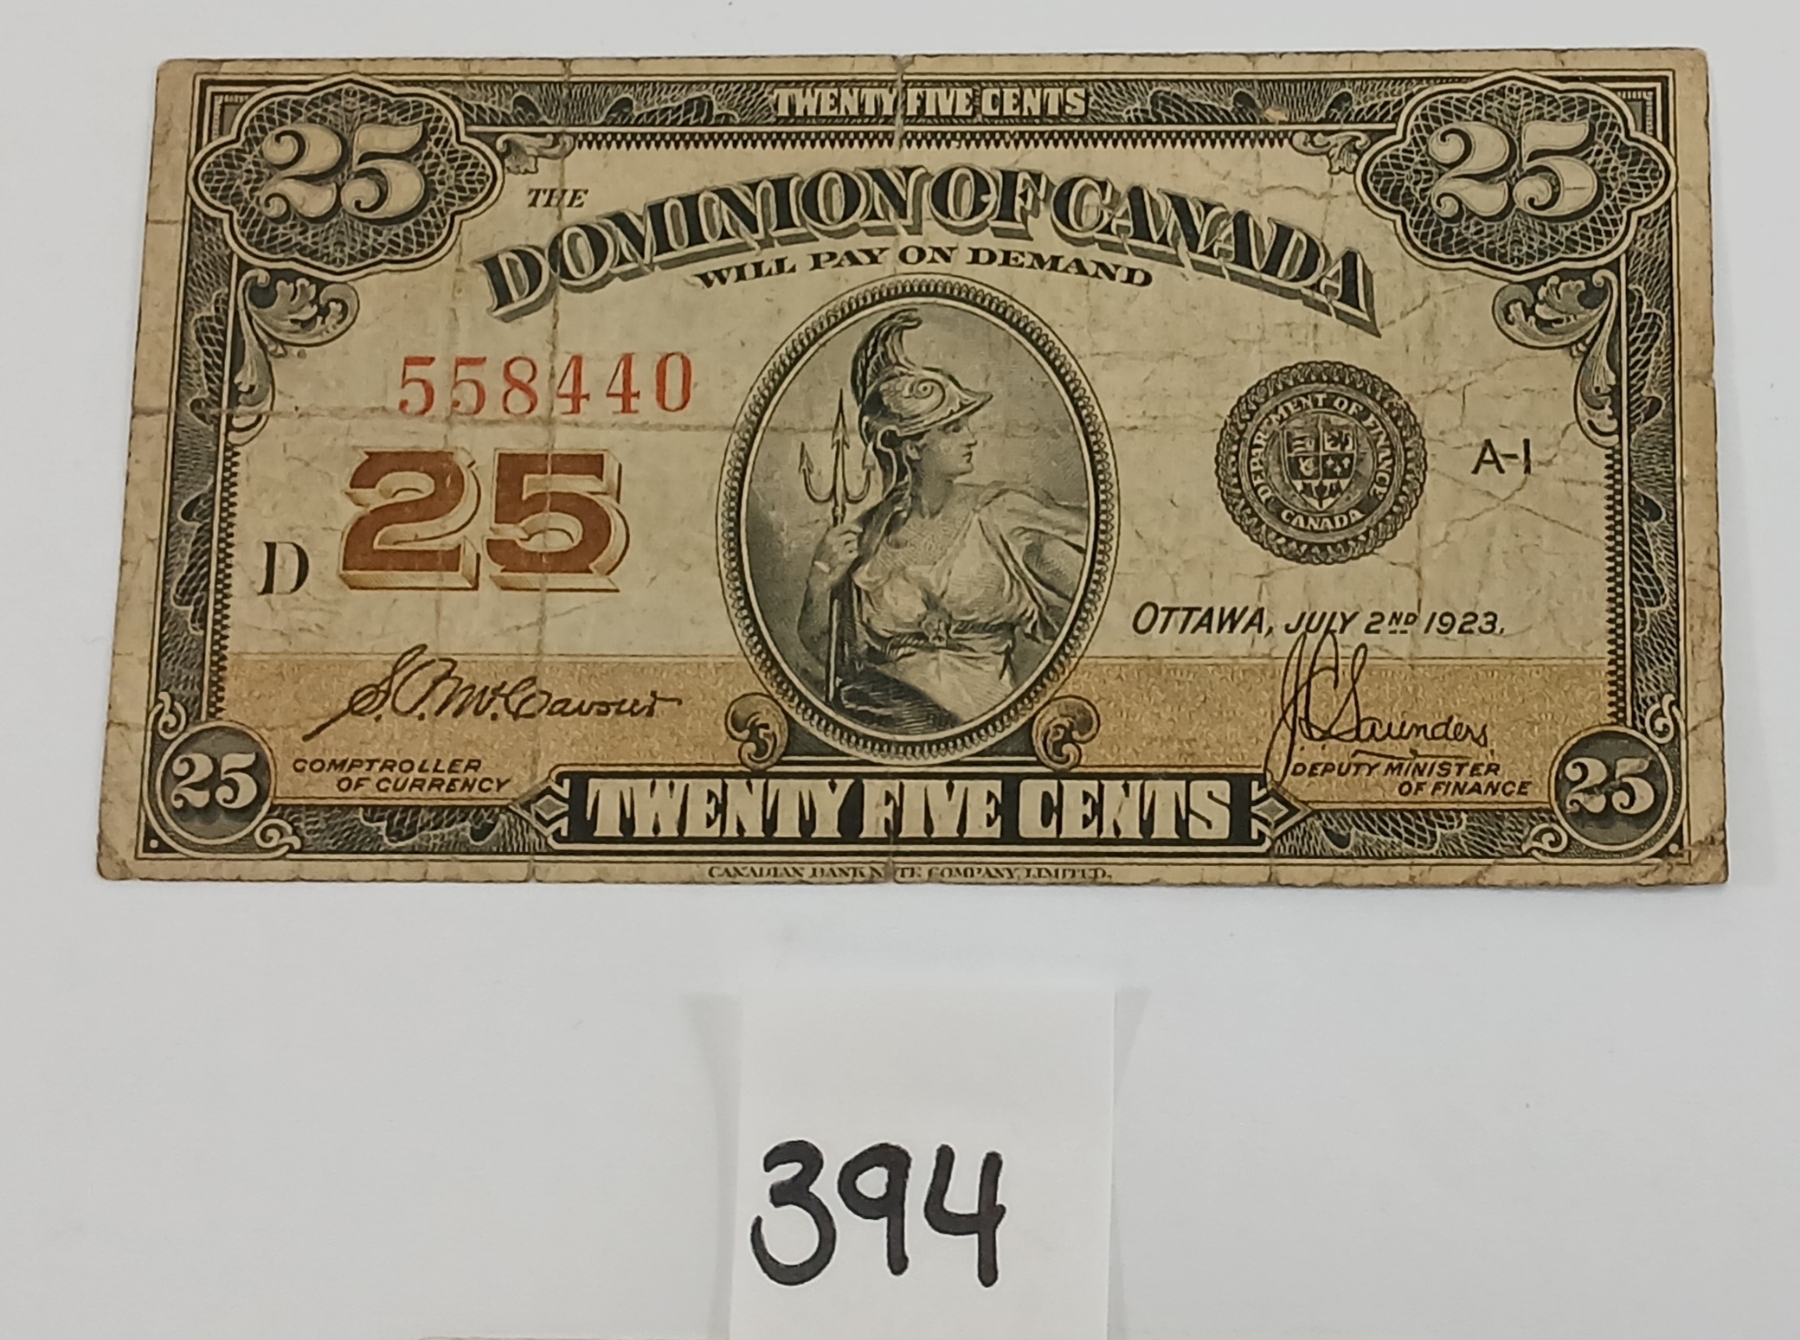 TWENTY FIVE CENTS
25
25
THE
DOMINION OF CANADA
WILL PAY ON DEMAND
558440
DEPARTMENT OF FINANCE
CANADA
A-1
D
25
OTTAWA, JULY 2ND 1923.
S.P. McCavour
J.C. Saunders
COMPTROLLER
OF CURRENCY
DEPUTY MINISTER
OF FINANCE
25
25
TWENTY FIVE CENTS
CANADIAN BANK NOTE COMPANY, LIMITED.
394